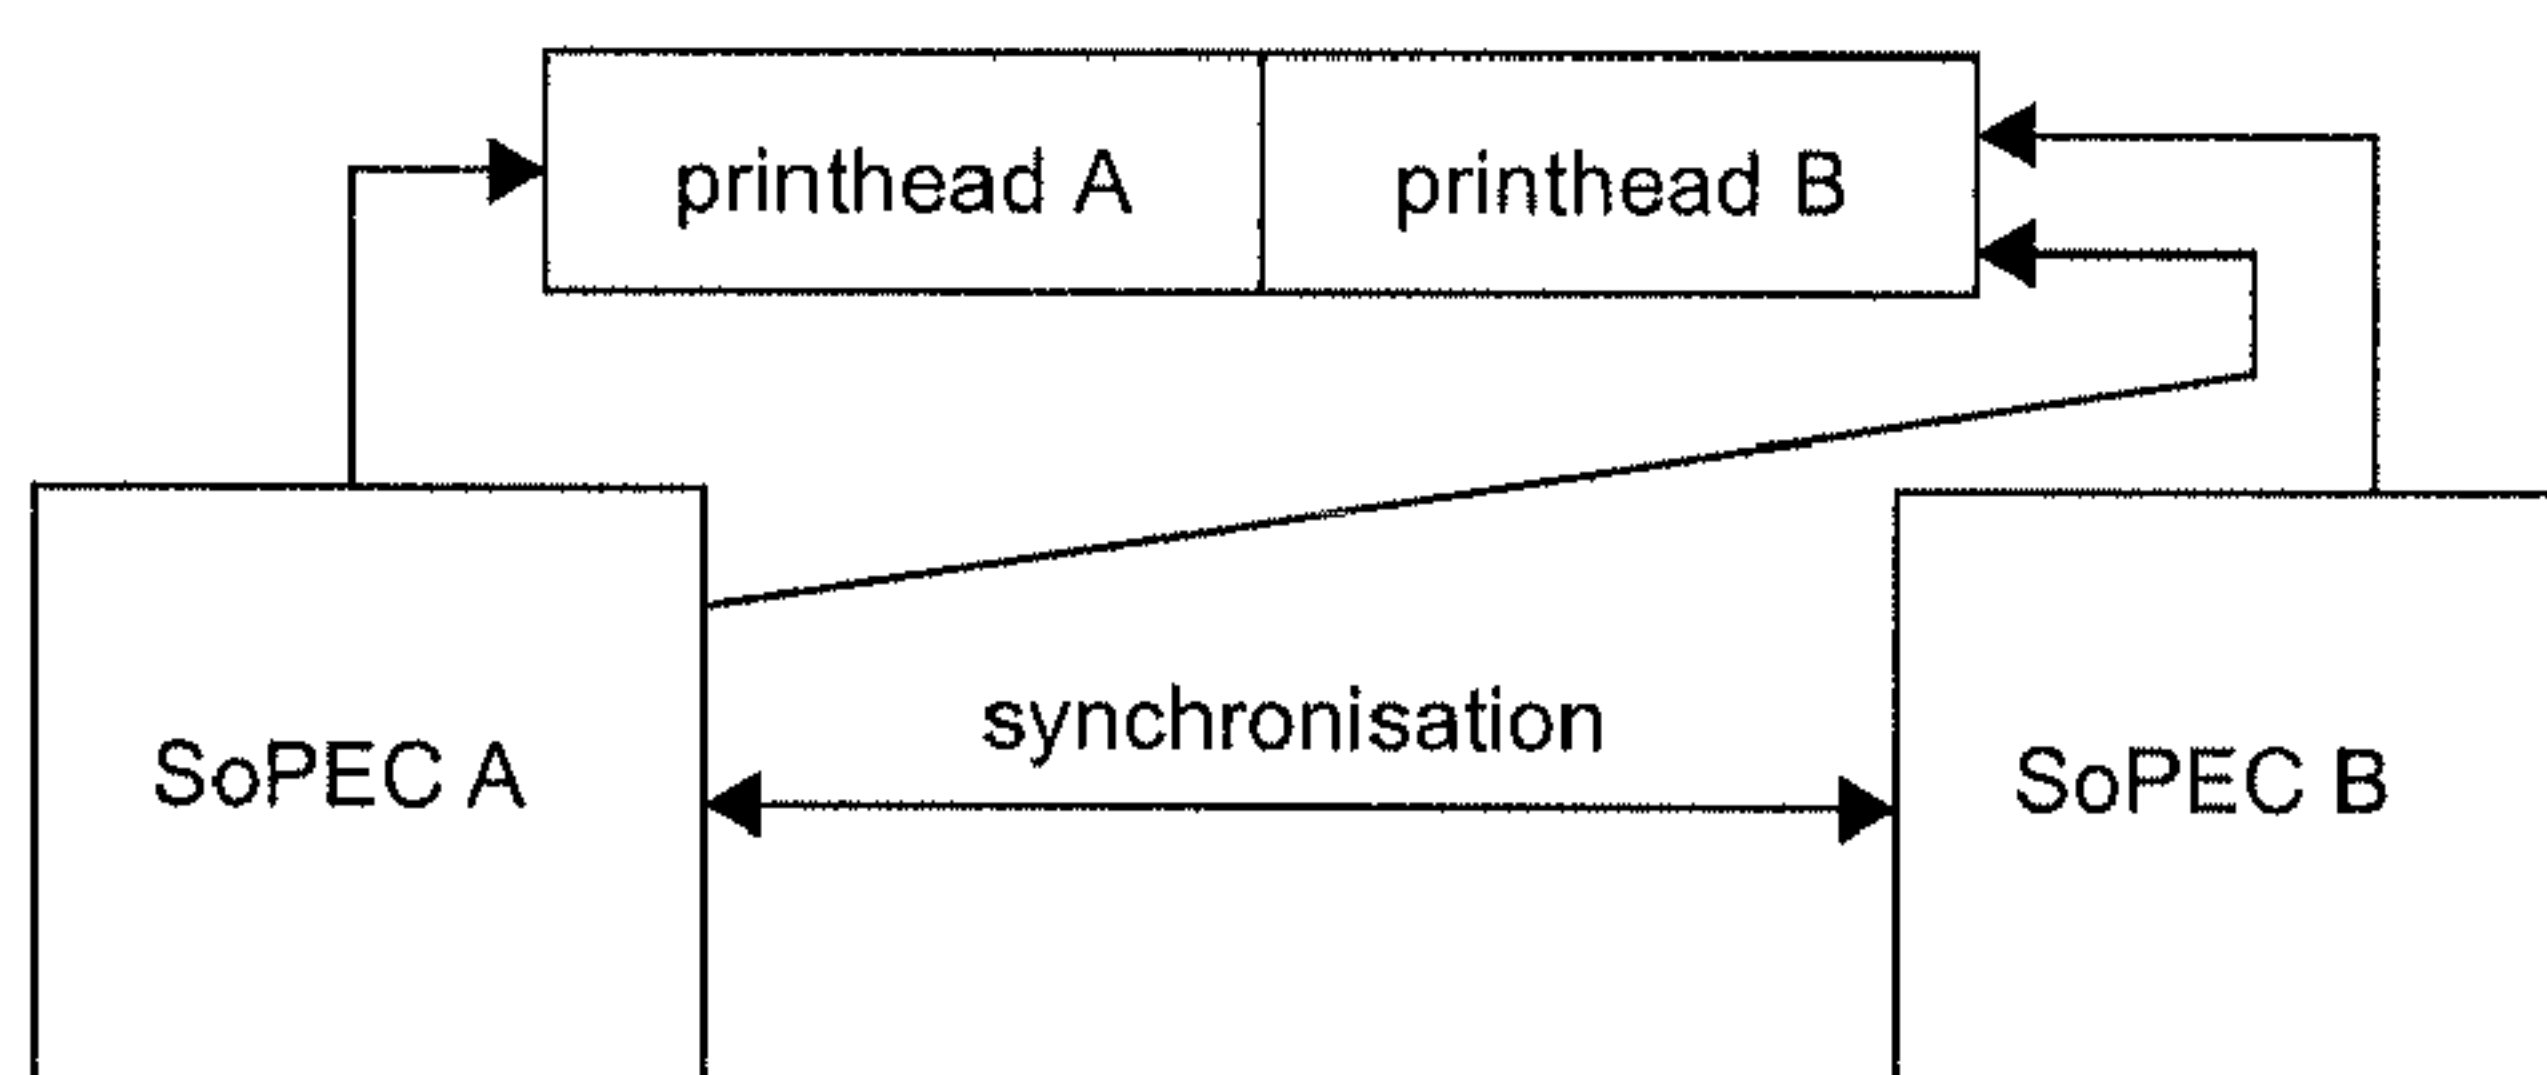 printhead A
printhead B
synchronisation
SoPEC A
SoPEC B